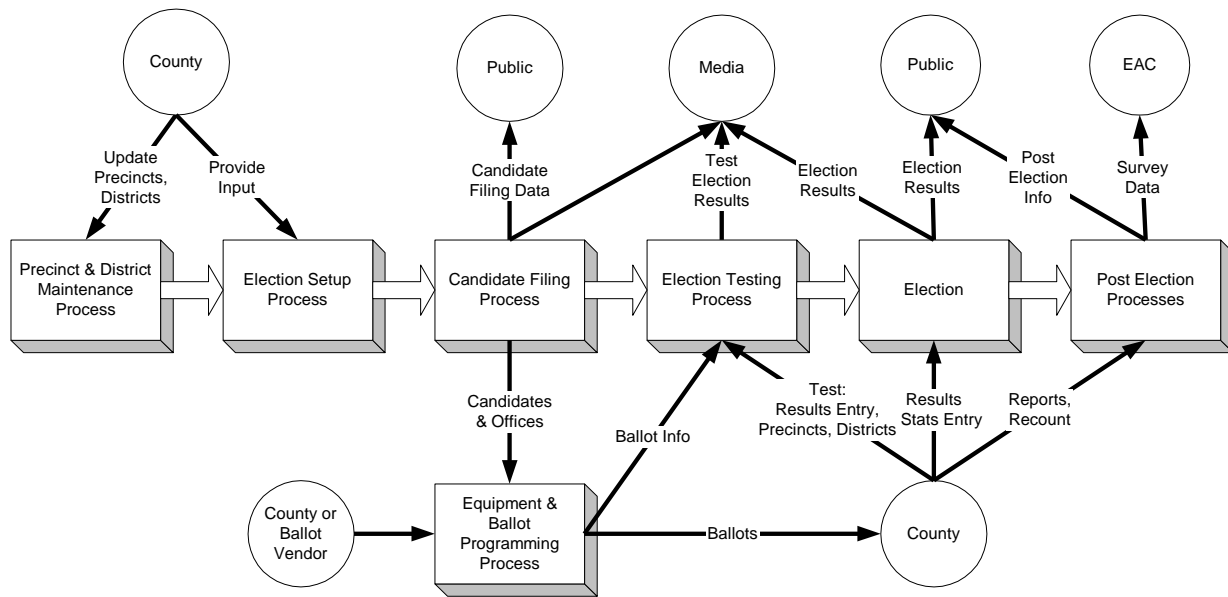 County
Public
Media
Public
EAC
Update
Precincts,
Districts
Provide
Input
Candidate
Filing Data
Test
Election
Results
Election
Results
Election
Results
Post
Election
Info
Survey
Data
Precinct & District
Maintenance
Process
Election Setup
Process
Candidate Filing
Process
Election Testing
Process
Election
Post Election
Processes
Candidates
& Offices
Ballot Info
Test:
Results Entry,
Precincts, Districts
Results
Stats Entry
Reports,
Recount
County or
Ballot
Vendor
Equipment &
Ballot
Programming
Process
Ballots
County